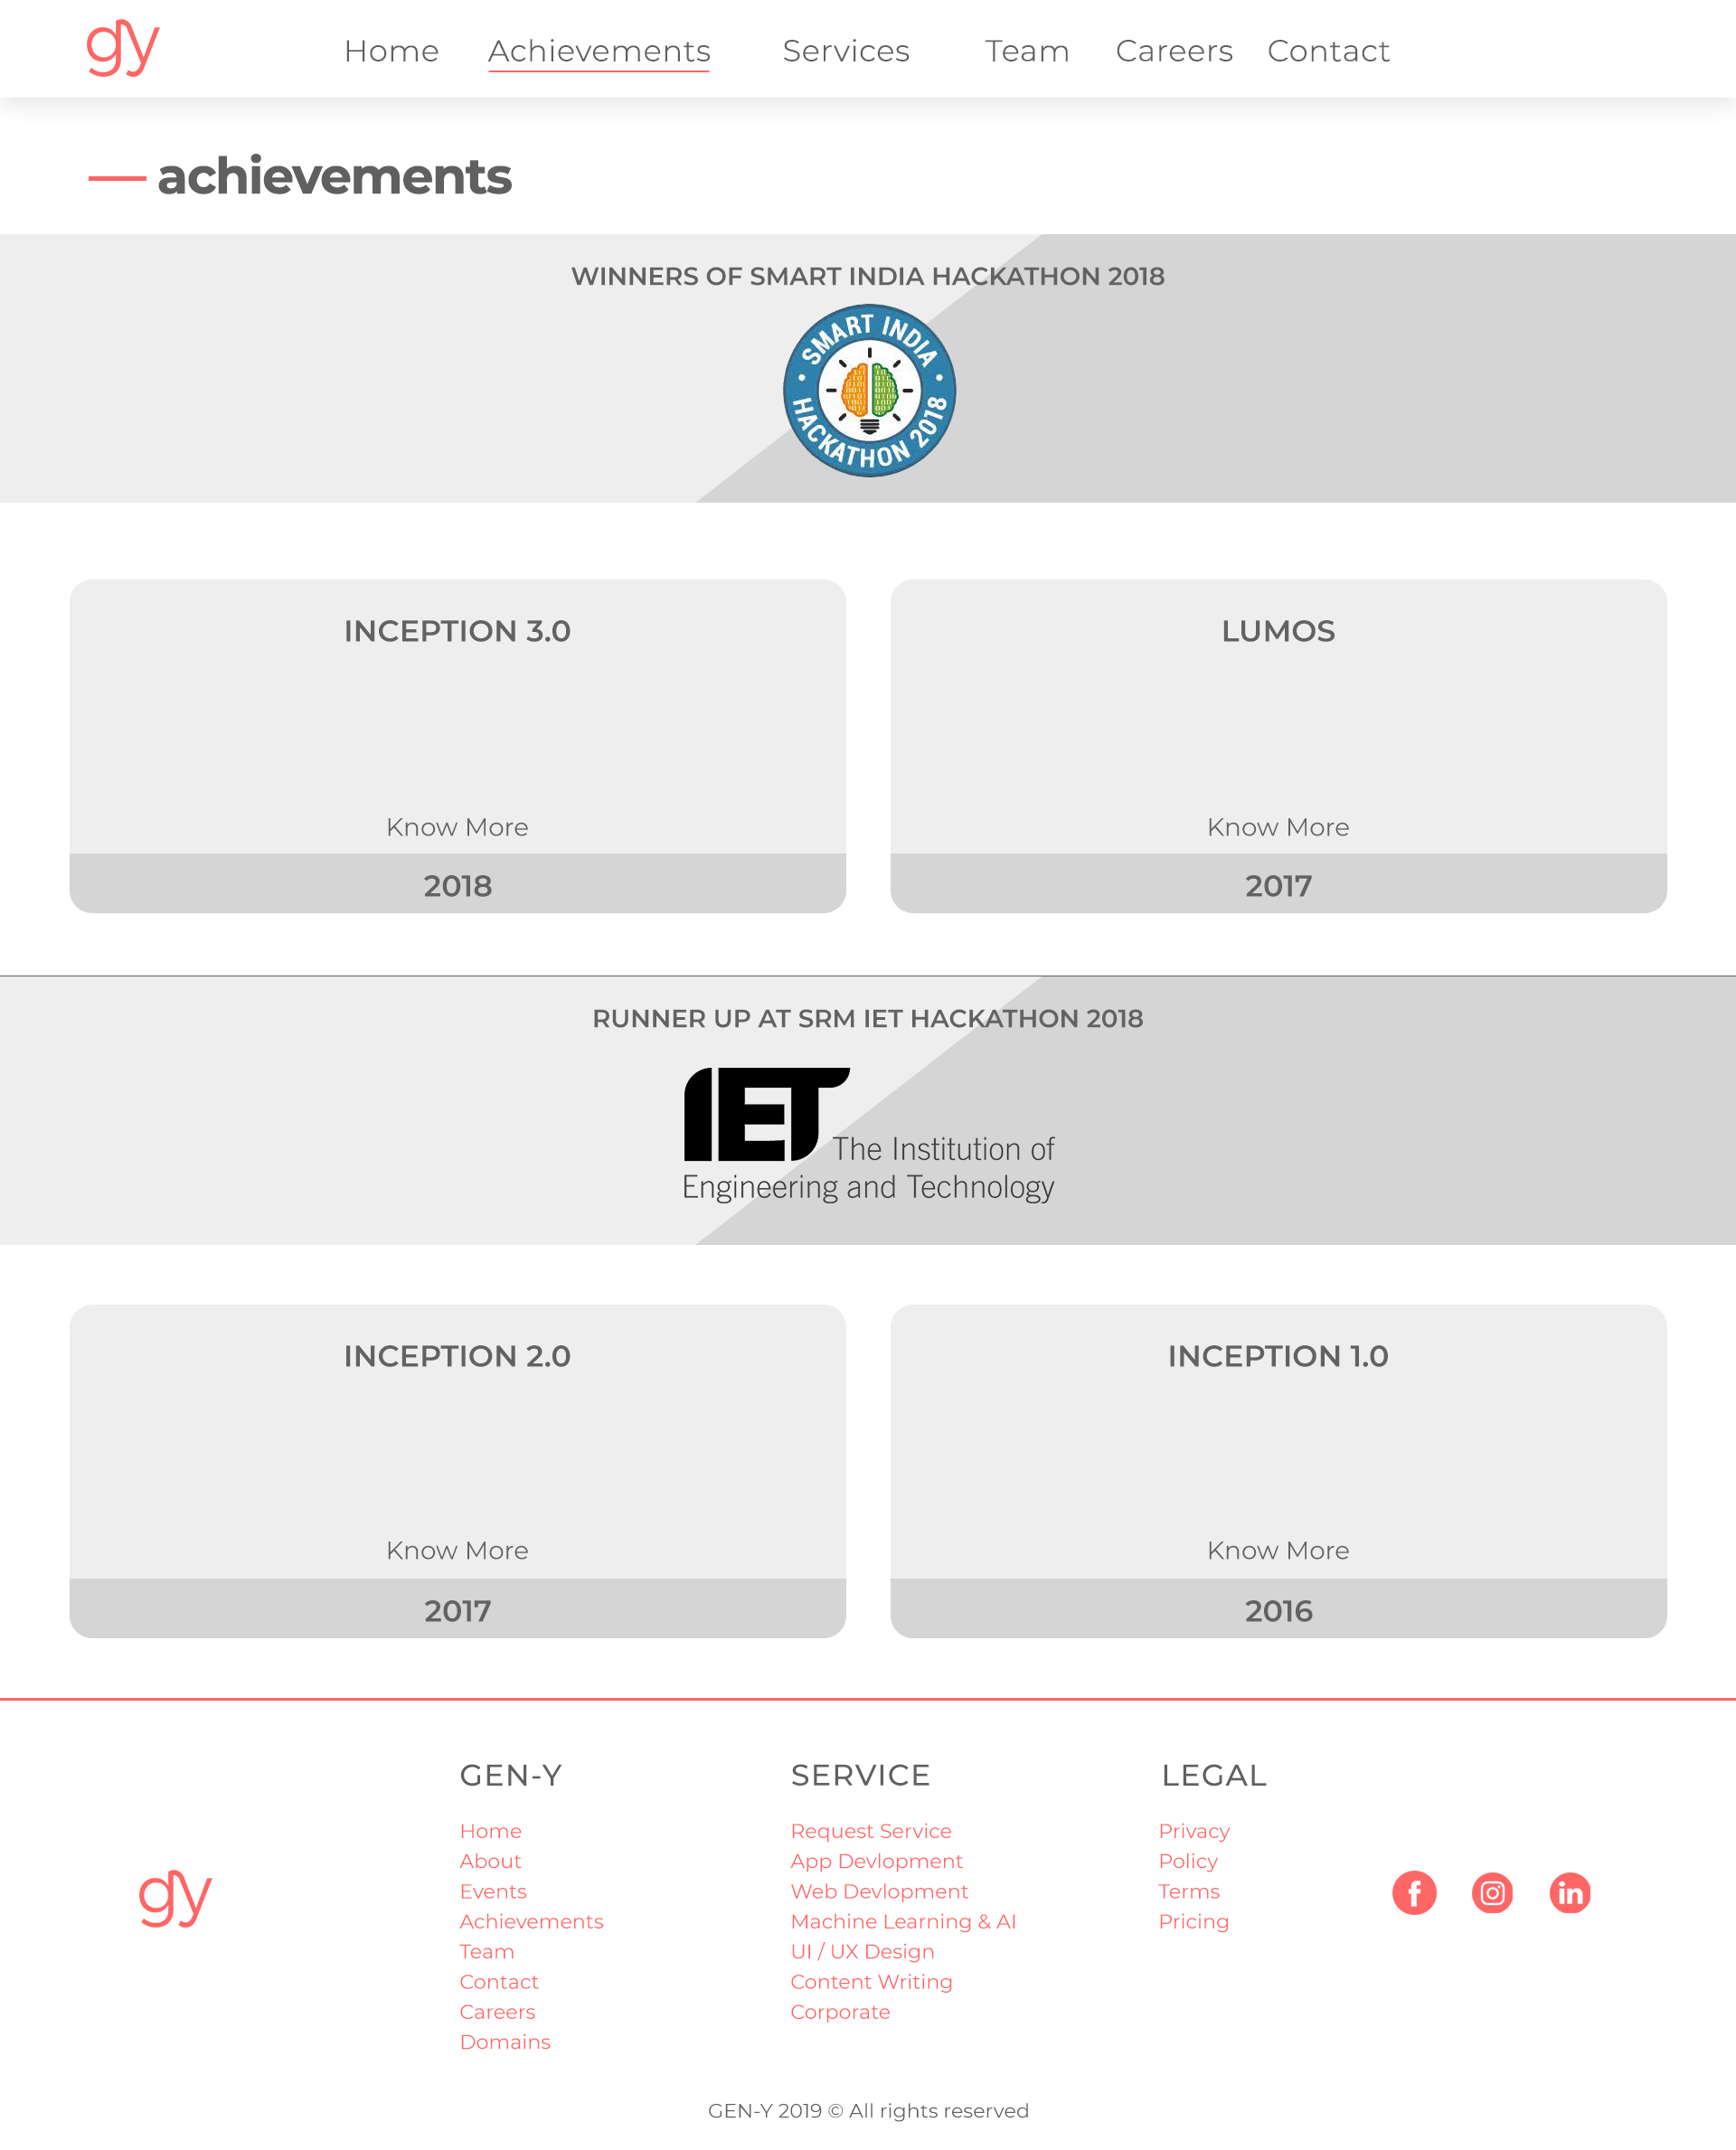 gy
Home Achievements Services Team Careers Contact
achievements
WINNERS OF SMART INDIA HACKATHON 2018
SMART INDIA
HACKATHON 2018
INCEPTION 3.0
Know More
2018
LUMOS
Know More
2017
RUNNER UP AT SRM IET HACKATHON 2018
IET The Institution of
Engineering and Technology
INCEPTION 2.0
Know More
2017
INCEPTION 1.0
Know More
2016
gy
GEN-Y
Home
About
Events
Achievements
Team
Contact
Careers
Domains
SERVICE
Request Service
App Devlopment
Web Devlopment
Machine Learning & AI
UI / UX Design
Content Writing
Corporate
LEGAL
Privacy
Policy
Terms
Pricing
f
in
GEN-Y 2019 © All rights reserved